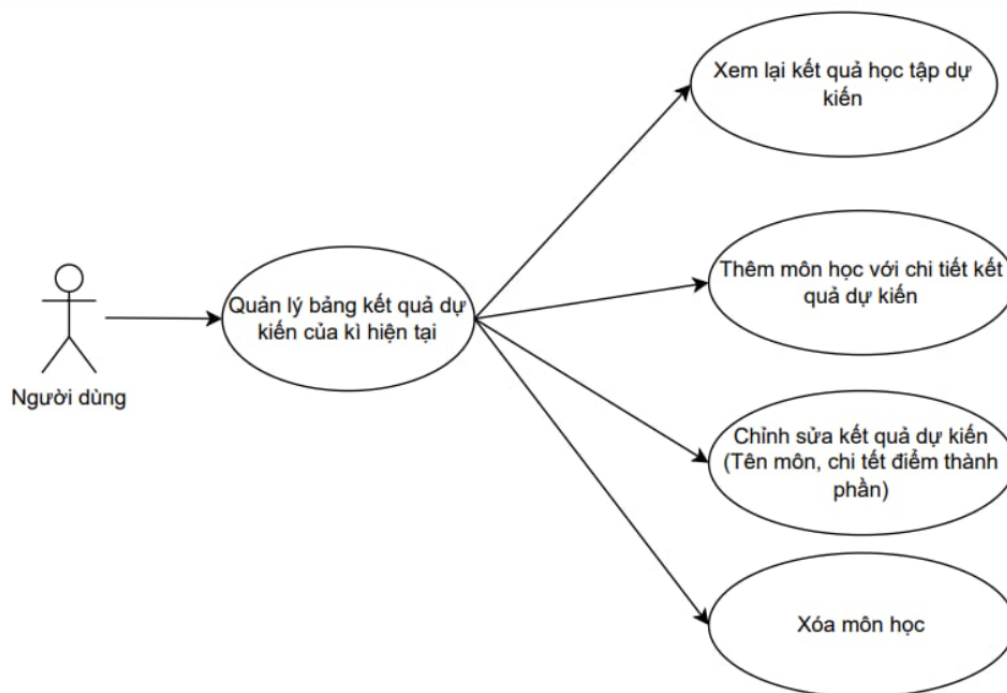 Xem lại kết quả học tập dự
kiến
Thêm môn học với chi tiết kết
quả dự kiến
Quản lý bảng kết quả dự
kiến của kì hiện tại
Người dùng
Chỉnh sửa kết quả dự kiến
(Tên môn, chi tết điểm thành
phần)
Xóa môn học